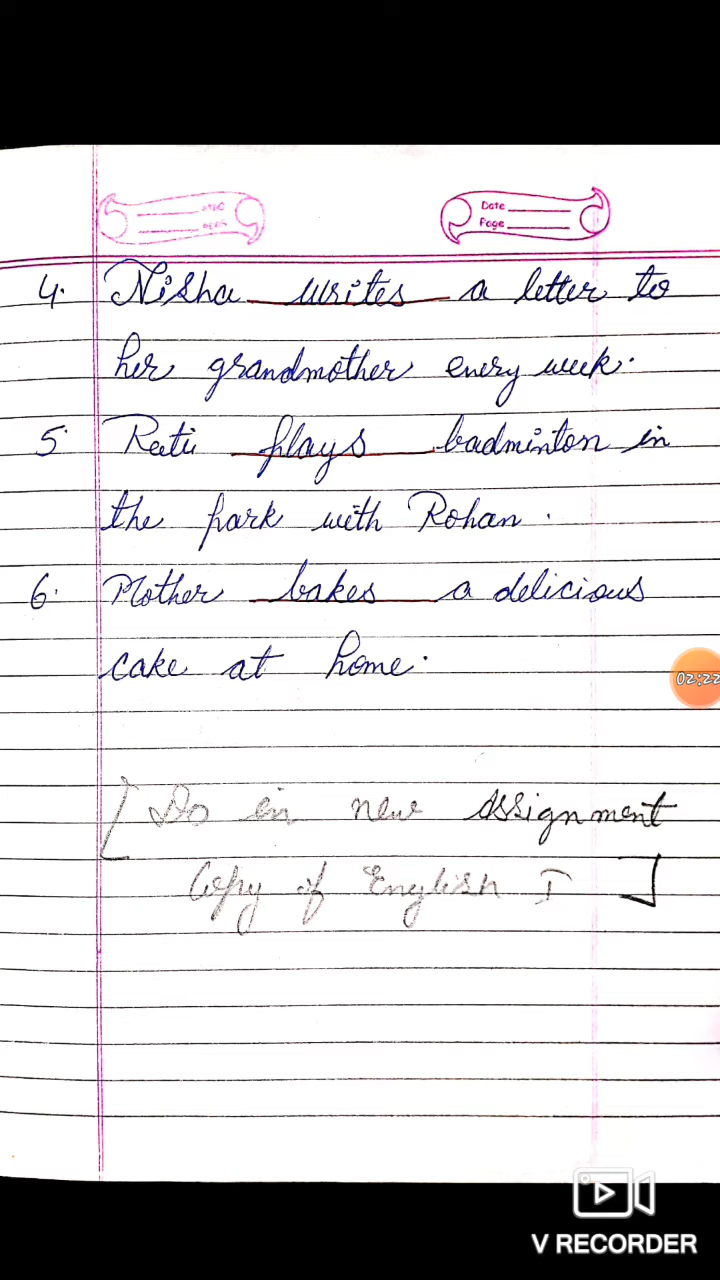 Date
Page
4. Nisha writes a letter to
her grandmother every week.
5. Reetu plays badminton in
the park with Rohan.
6. Mother bakes a delicious
cake at home.
02:22
[ Do in new assignment
Copy of English I ]
V RECORDER